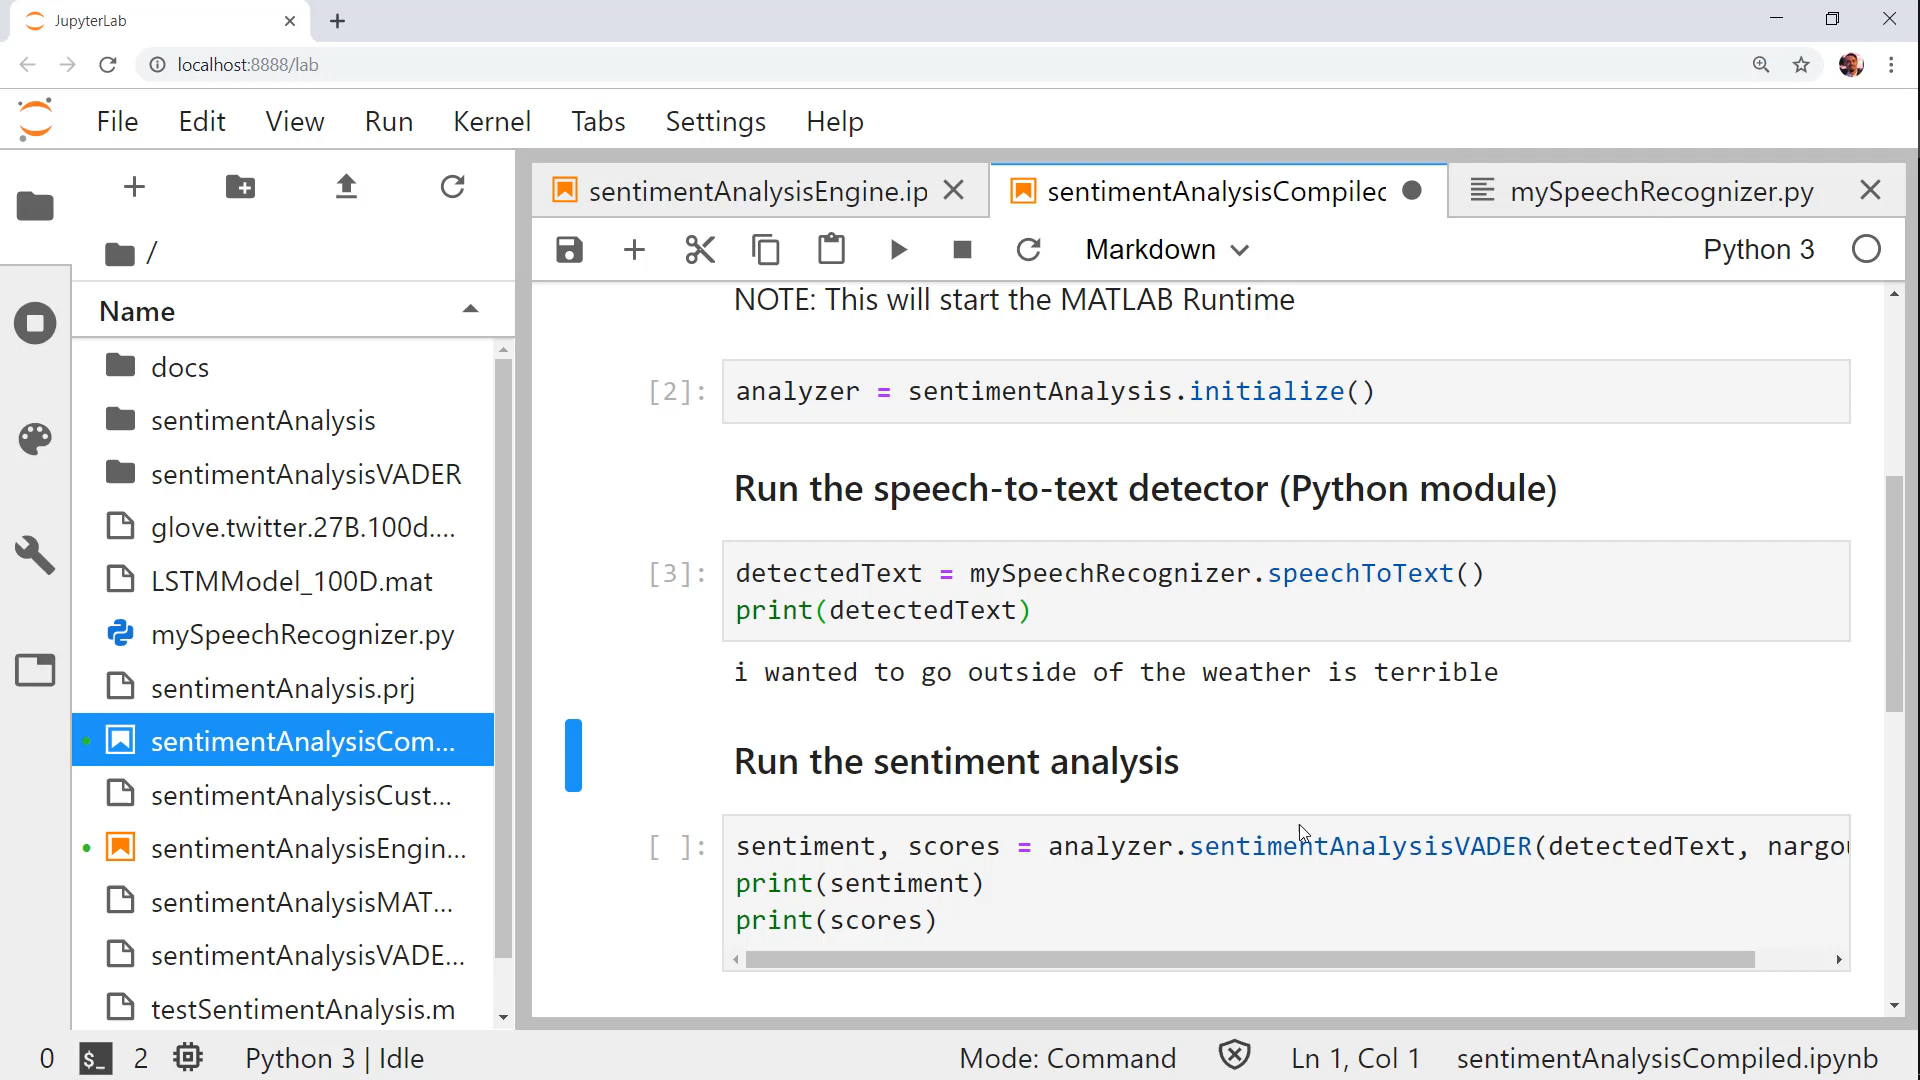 JupyterLab
localhost:8888/lab
File Edit View Run Kernel Tabs Settings Help
sentimentAnalysisEngine.ip
sentimentAnalysisCompiled
mySpeechRecognizer.py
Markdown
Python 3
/
Name
docs
sentimentAnalysis
sentimentAnalysisVADER
glove.twitter.27B.100d....
LSTMModel_100D.mat
mySpeechRecognizer.py
sentimentAnalysis.prj
sentimentAnalysisCom...
sentimentAnalysisCust...
sentimentAnalysisEngin...
sentimentAnalysisMAT...
sentimentAnalysisVADE...
testSentimentAnalysis.m
NOTE: This will start the MATLAB Runtime
[2]: analyzer = sentimentAnalysis.initialize()
Run the speech-to-text detector (Python module)
[3]: detectedText = mySpeechRecognizer.speechToText()
print(detectedText)
i wanted to go outside of the weather is terrible
Run the sentiment analysis
[ ]: sentiment, scores = analyzer.sentimentAnalysisVADER(detectedText, nargou
print(sentiment)
print(scores)
0 $_ 2 Python 3 | Idle Mode: Command Ln 1, Col 1 sentimentAnalysisCompiled.ipynb